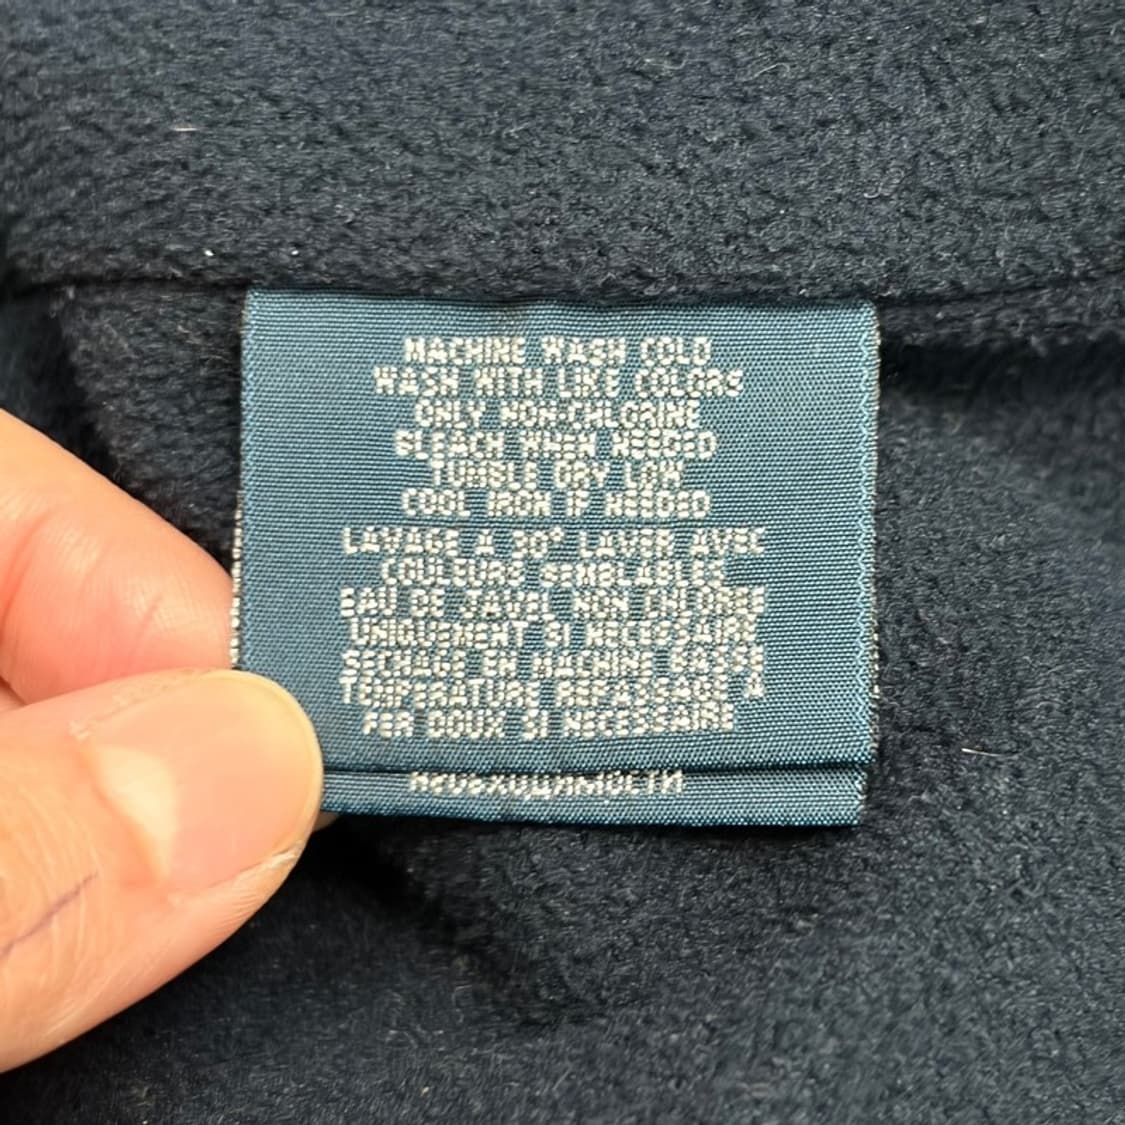 MACHINE WASH COLD
WASH WITH LIKE COLORS
ONLY NON-CHLORINE
BLEACH WHEN NEEDED
TUMBLE DRY LOW
COOL IRON IF NEEDED
LAVAGE A 30° LAVER AVEC
COULEURS SEMBLABLES
EAU DE JAVEL NON CHLOREE
UNIQUEMENT SI NECESSAIRE
SECHAGE EN MACHINE BASSE
TEMPERATURE REPASSAGE A
FER DOUX SI NECESSAIRE